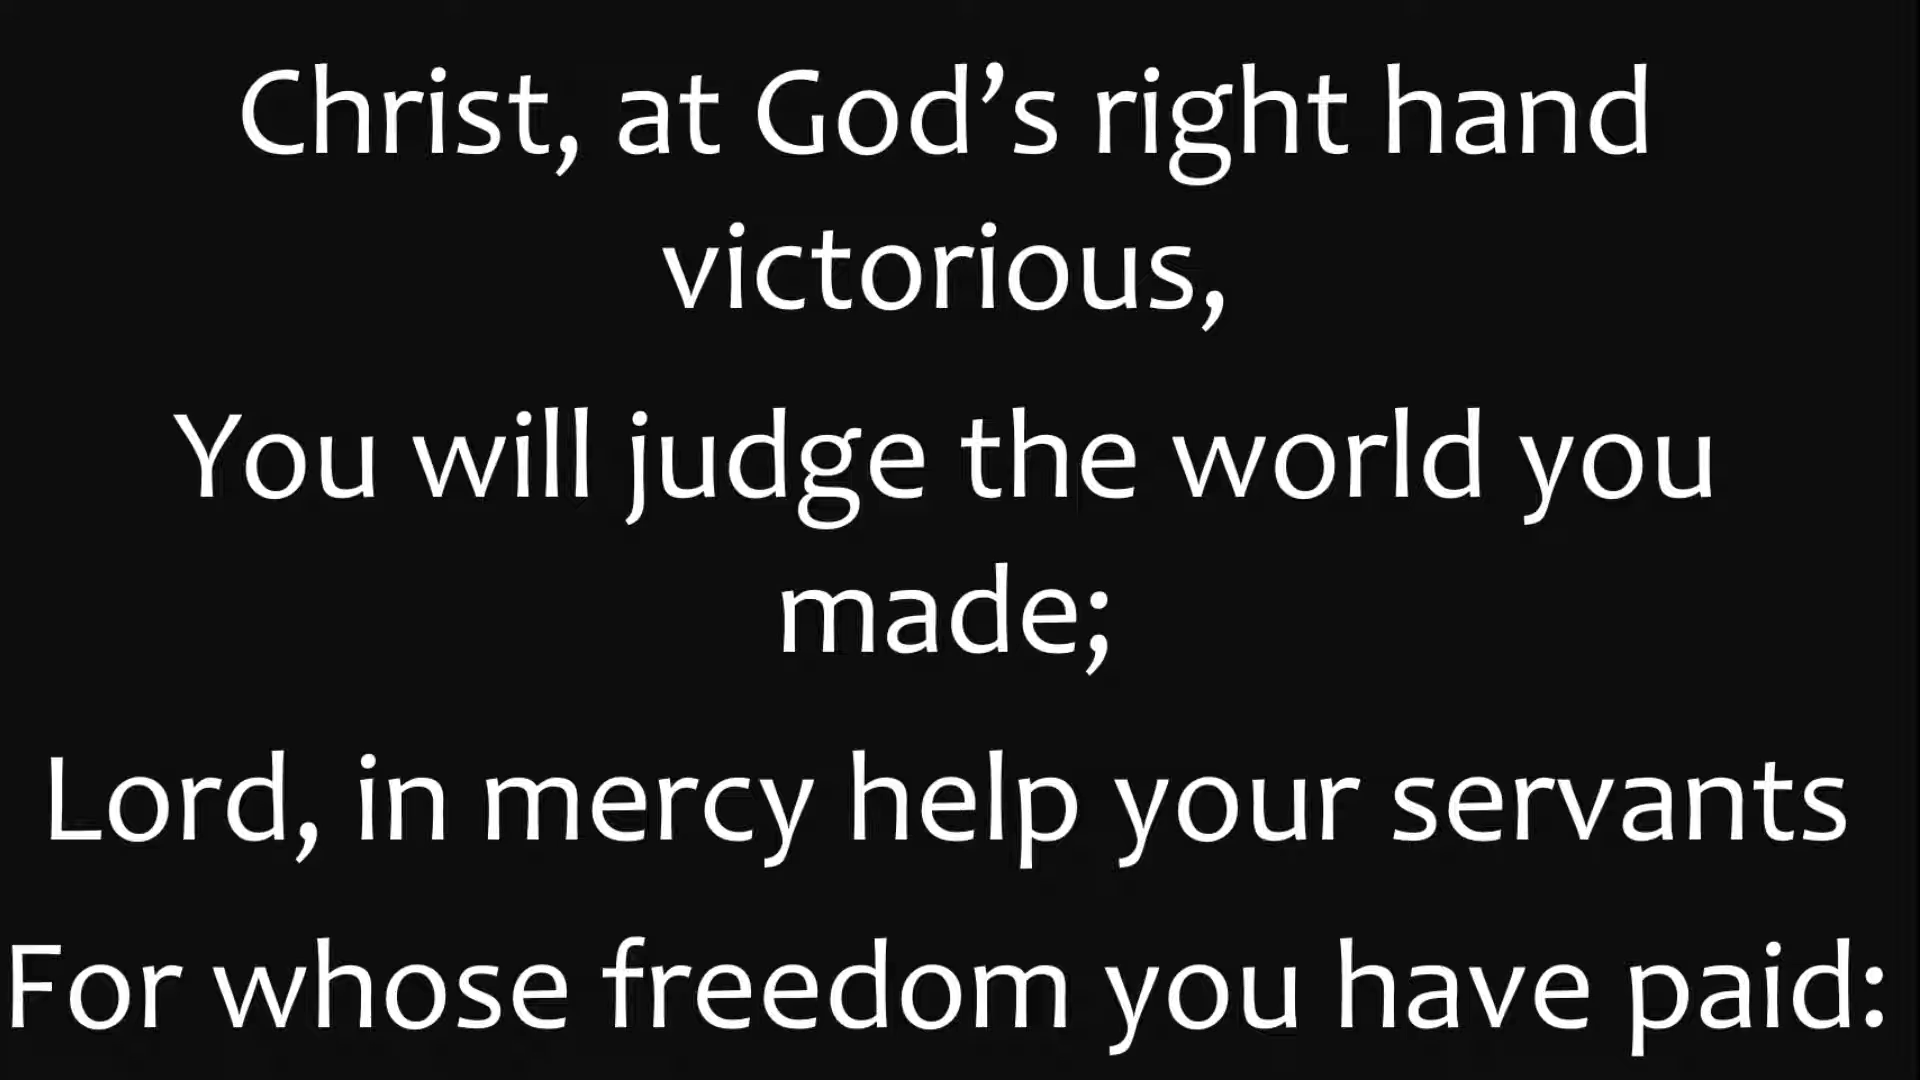 Christ, at God’s right hand
victorious,
You will judge the world you
made;
Lord, in mercy help your servants
For whose freedom you have paid: